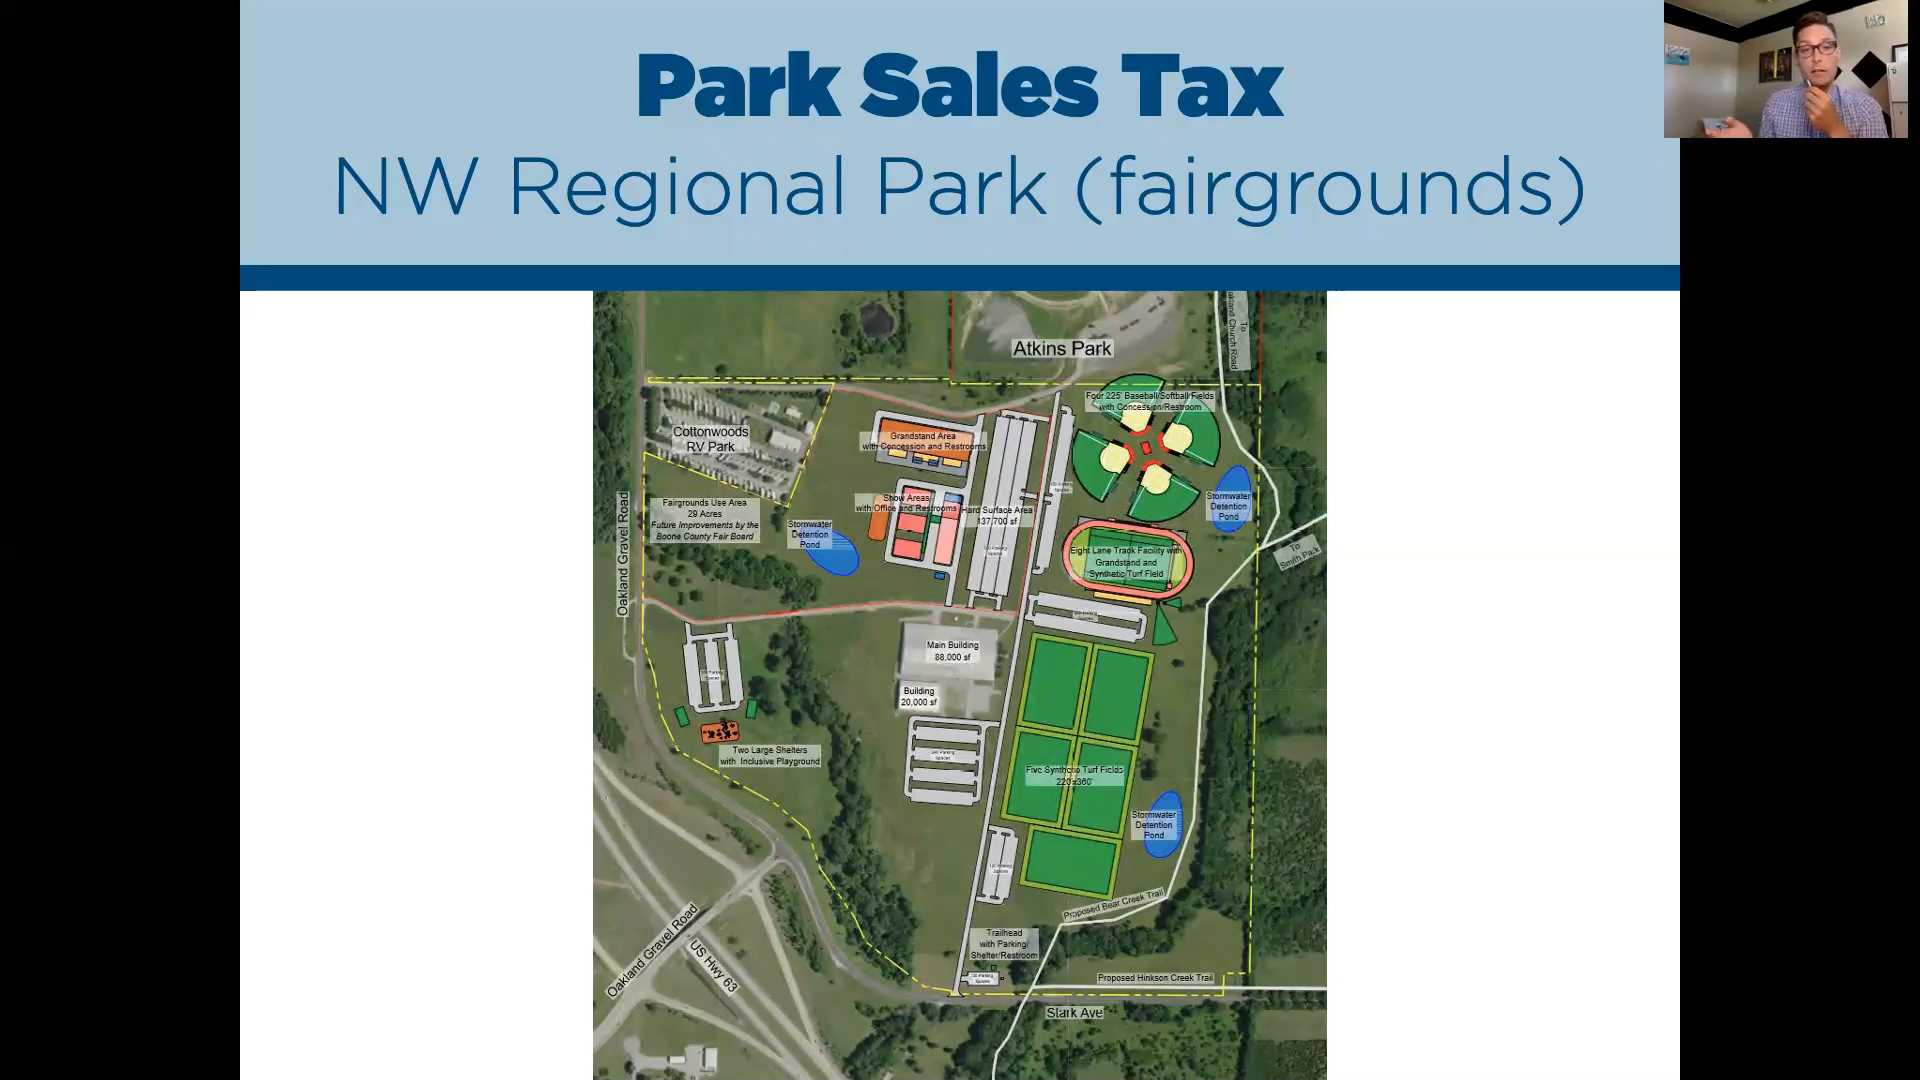 Park Sales Tax
NW Regional Park (fairgrounds)
To
Atkins Park
Four 225' Baseball/Softball Fields
with Concession/Restroom
Cottonwoods
RV Park
Grandstand Area
with Concession and Restrooms
Fairgrounds Use Area
29 Acres
Future Improvements by the
Boone County Fair Board
Show Areas
with Office and Restrooms
Hard Surface Area
137,700 sf
Stormwater
Detention
Pond
Stormwater
Detention
Pond
Oakland Gravel Road
Eight Lane Track Facility with
Grandstand and
Synthetic Turf Field
To
Smith Park
Main Building
88,000 sf
Building
20,000 sf
Two Large Shelters
with Inclusive Playground
Five Synthetic Turf Fields
220'x360'
Stormwater
Detention
Pond
Proposed Bear Creek Trail
Oakland Gravel Road
US Hwy 63
Trailhead
with Parking/
Shelter/Restroom
Proposed Hinkson Creek Trail
Stark Ave